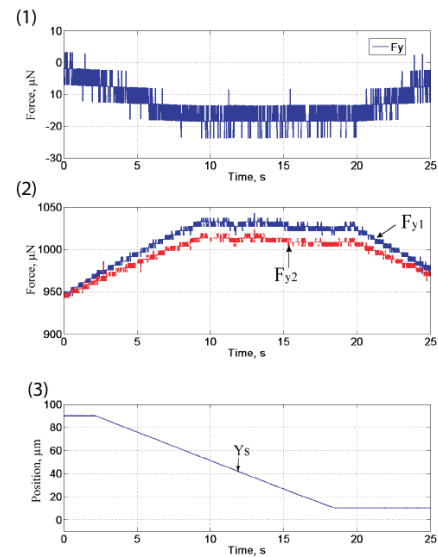 (1)
10
0
-10
-20
-30
Force, µN
Fy
0 5 10 15 20 25
Time, s
(2)
1050
1000
950
900
Force, µN
Fy1
Fy2
0 5 10 15 20 25
Time, s
(3)
100
80
60
40
20
0
Position, µm
Ys
0 5 10 15 20 25
Time, s